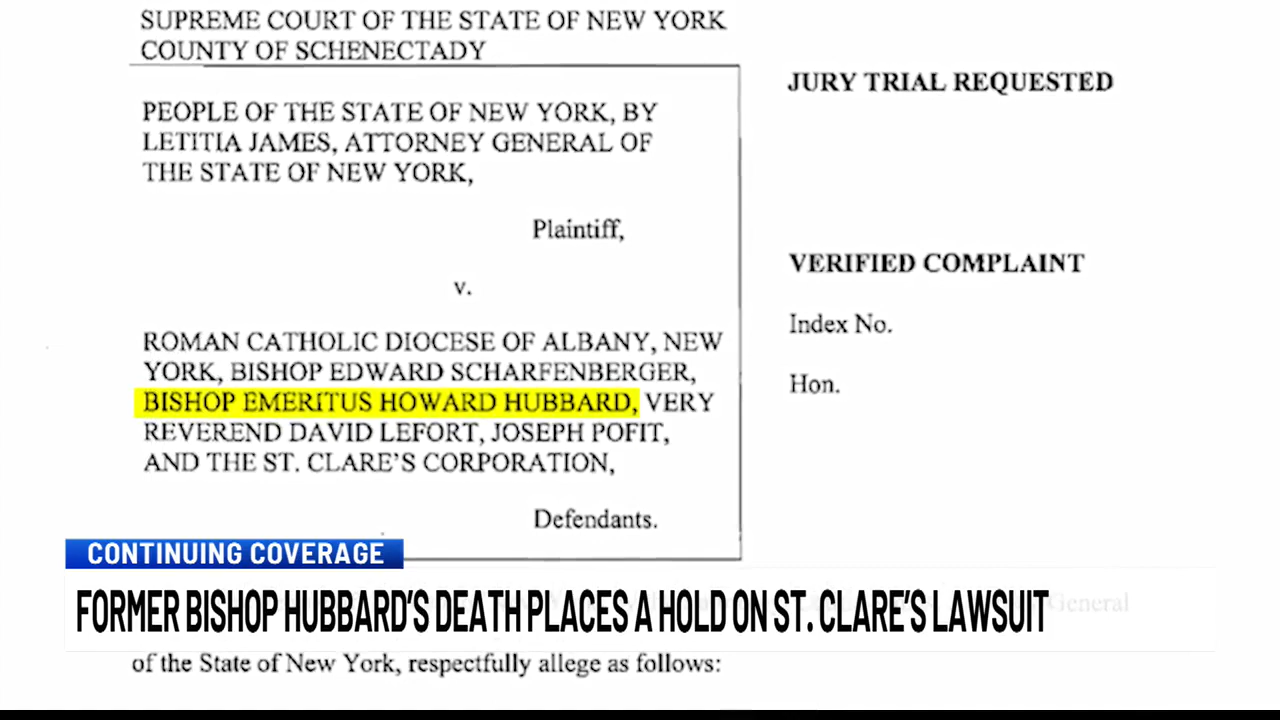 SUPREME COURT OF THE STATE OF NEW YORK
COUNTY OF SCHENECTADY
JURY TRIAL REQUESTED
PEOPLE OF THE STATE OF NEW YORK, BY
LETITIA JAMES, ATTORNEY GENERAL OF
THE STATE OF NEW YORK,
Plaintiff,
v.
VERIFIED COMPLAINT
Index No.
Hon.
ROMAN CATHOLIC DIOCESE OF ALBANY, NEW
YORK, BISHOP EDWARD SCHARFENBERGER,
BISHOP EMERITUS HOWARD HUBBARD, VERY
REVEREND DAVID LEFORT, JOSEPH POFIT,
AND THE ST. CLARE'S CORPORATION,
Defendants.
CONTINUING COVERAGE
FORMER BISHOP HUBBARD'S DEATH PLACES A HOLD ON ST. CLARE'S LAWSUIT
General
of the State of New York, respectfully allege as follows: